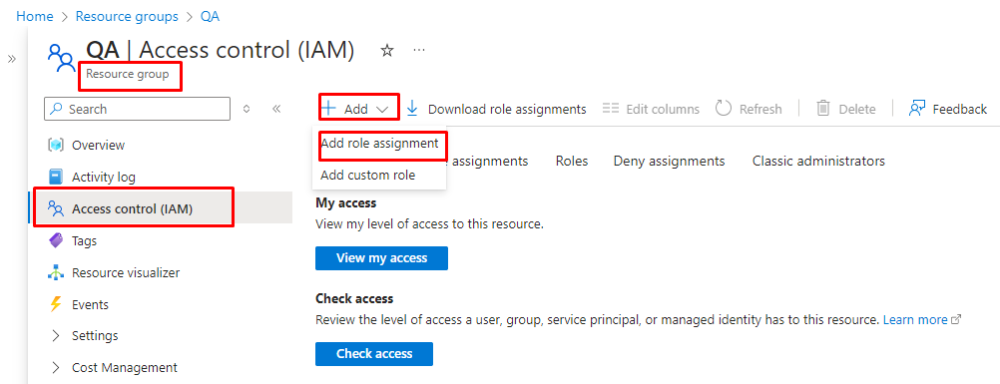 Home > Resource groups > QA
QA | Access control (IAM)
Resource group
Search
Add
Download role assignments
Edit columns
Refresh
Delete
Feedback
Add role assignment
Add custom role
assignments
Roles
Deny assignments
Classic administrators
Overview
Activity log
Access control (IAM)
Tags
Resource visualizer
Events
Settings
Cost Management
My access
View my level of access to this resource.
View my access
Check access
Review the level of access a user, group, service principal, or managed identity has to this resource. Learn more
Check access